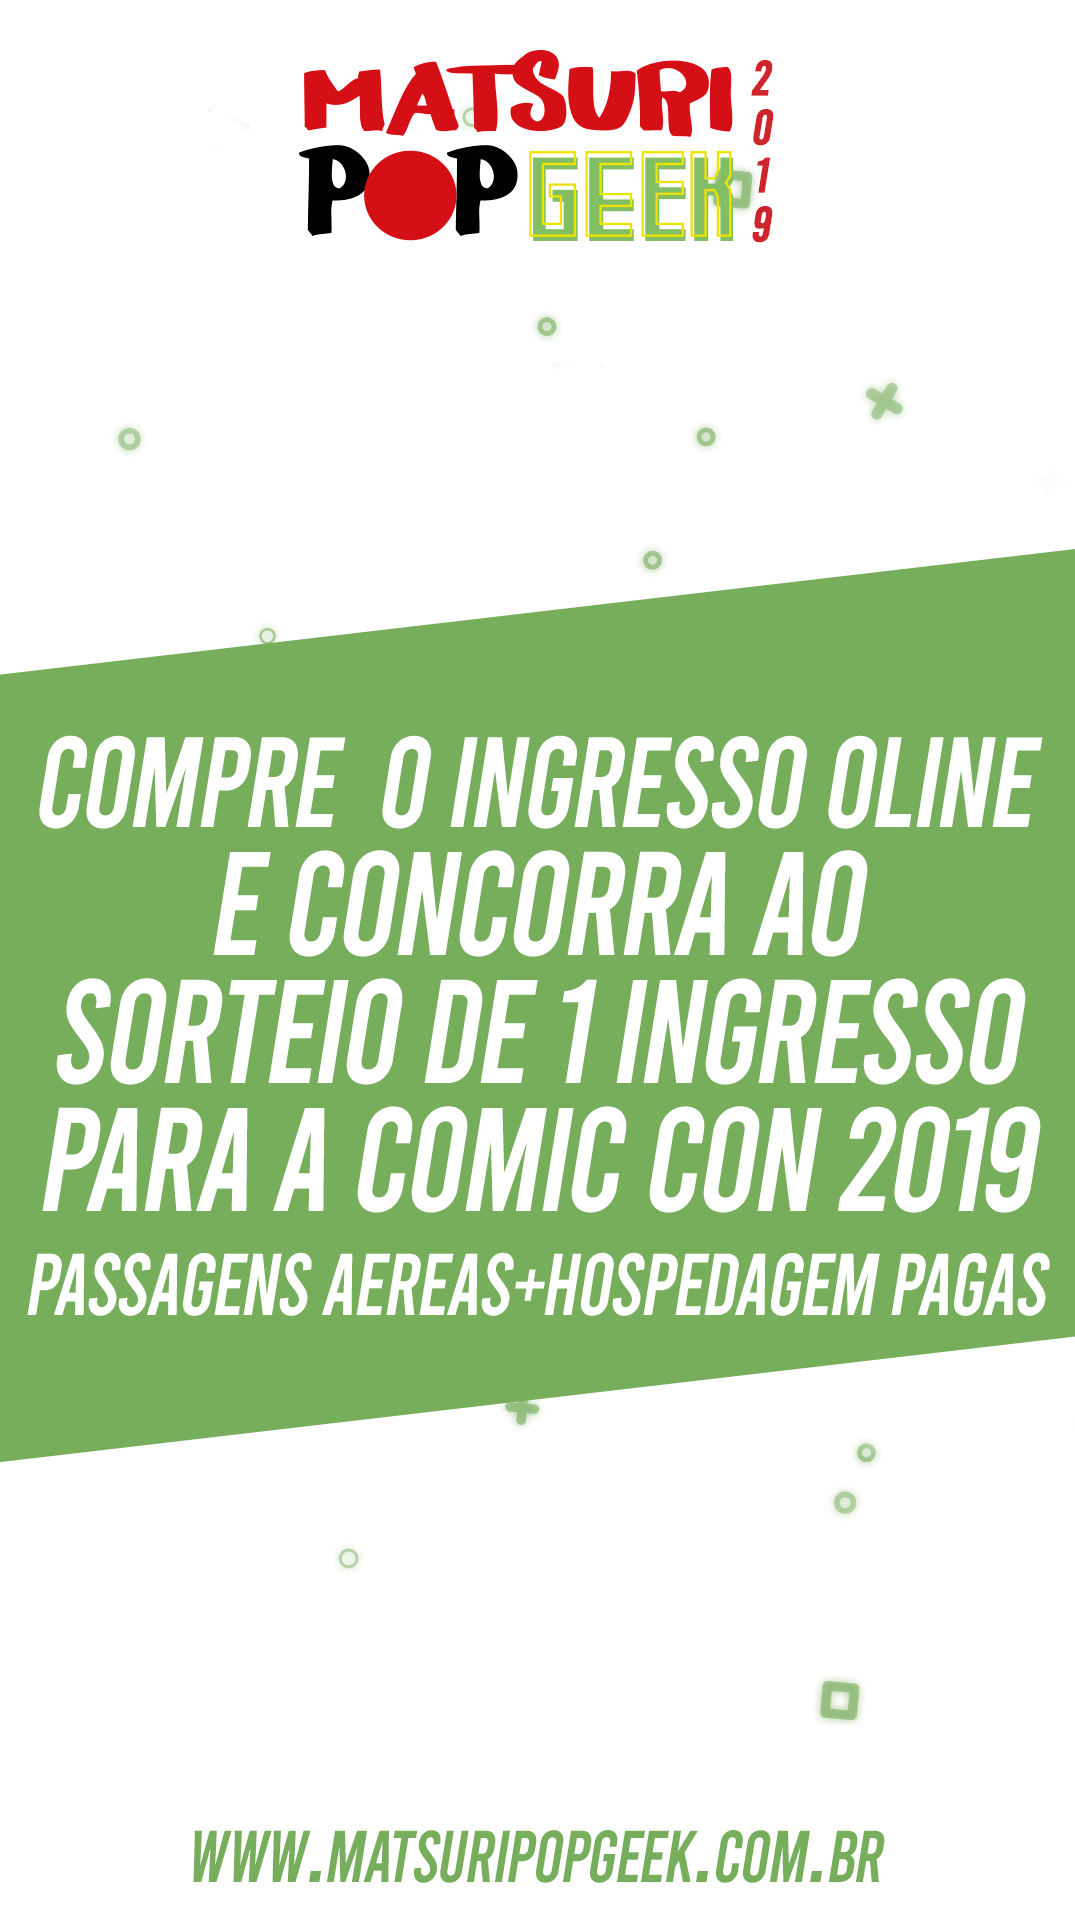 MATSURI
POP GEEK
2019
COMPRE O INGRESSO OLINE
E CONCORRA AO
SORTEIO DE 1 INGRESSO
PARA A COMIC CON 2019
PASSAGENS AEREAS+HOSPEDAGEM PAGAS
WWW.MATSURIPOPGEEK.COM.BR